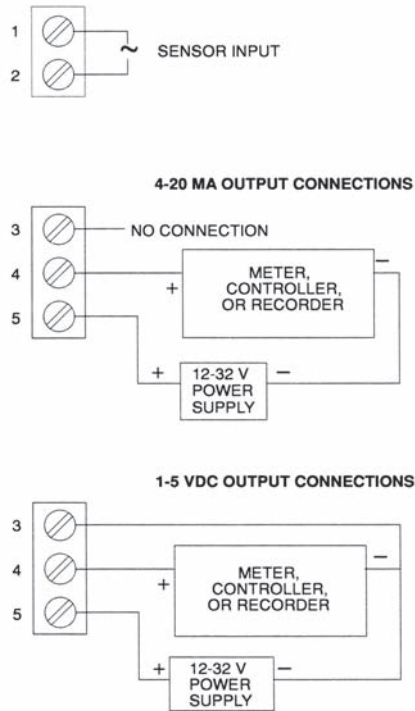 1
SENSOR INPUT
2
4-20 MA OUTPUT CONNECTIONS
3
NO CONNECTION
4
+
METER,
CONTROLLER,
OR RECORDER
−
5
+
12-32 V
POWER
SUPPLY
−
1-5 VDC OUTPUT CONNECTIONS
3
4
+
METER,
CONTROLLER,
OR RECORDER
−
5
+
12-32 V
POWER
SUPPLY
−